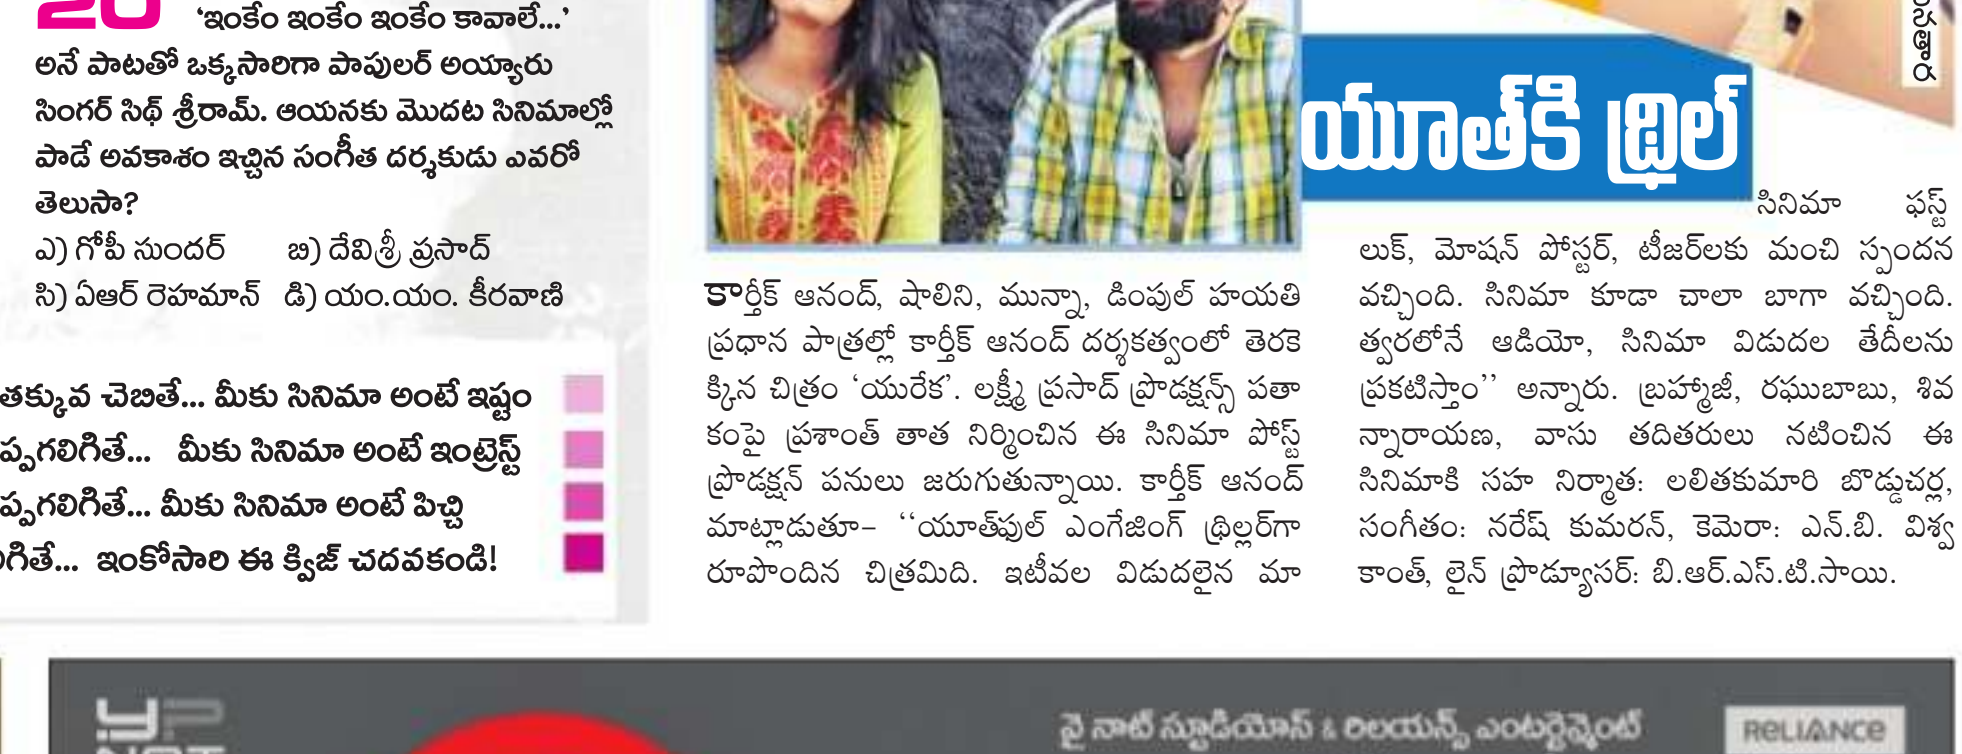 20
‘ఇంకేం ఇంకేం ఇంకేం కావాలే...’
అనే పాటతో ఒక్కసారిగా పాపులర్ అయ్యారు
సింగర్ సిథ్ శ్రీరామ్. ఆయనకు మొదట సినిమాల్లో
పాడే అవకాశం ఇచ్చిన సంగీత దర్శకుడు ఎవరో
తెలుసా?
ఎ) గోపీ సుందర్ బి) దేవిశ్రీ ప్రసాద్
సి) ఏఆర్ రెహమాన్ డి) యం.యం. కీరవాణి
తక్కువ చెబితే... మీకు సినిమా అంటే ఇష్టం
ప్పగలిగితే... మీకు సినిమా అంటే ఇంట్రెస్ట్
ప్పగలిగితే... మీకు సినిమా అంటే పిచ్చి
గితే... ఇంకోసారి ఈ క్విజ్ చదవకండి!
యూత్‌కి థ్రిల్
కార్తీక్ ఆనంద్, షాలిని, మున్నా, డింపుల్ హయతి
ప్రధాన పాత్రల్లో కార్తీక్ ఆనంద్ దర్శకత్వంలో తెరకె
క్కిన చిత్రం ‘యురేక’. లక్ష్మీ ప్రసాద్ ప్రొడక్షన్స్ పతా
కంపై ప్రశాంత్ తాత నిర్మించిన ఈ సినిమా పోస్ట్
ప్రొడక్షన్ పనులు జరుగుతున్నాయి. కార్తీక్ ఆనంద్
మాట్లాడుతూ– ‘‘యూత్‌ఫుల్ ఎంగేజింగ్ థ్రిల్లర్‌గా
రూపొందిన చిత్రమిది. ఇటీవల విడుదలైన మా
సినిమా ఫస్ట్
లుక్, మోషన్ పోస్టర్, టీజర్‌లకు మంచి స్పందన
వచ్చింది. సినిమా కూడా చాలా బాగా వచ్చింది.
త్వరలోనే ఆడియో, సినిమా విడుదల తేదీలను
ప్రకటిస్తాం’’ అన్నారు. బ్రహ్మాజీ, రఘుబాబు, శివ
న్నారాయణ, వాసు తదితరులు నటించిన ఈ
సినిమాకి సహ నిర్మాత: లలితకుమారి బొడ్డుచర్ల,
సంగీతం: నరేష్ కుమరన్, కెమెరా: ఎన్.బి. విశ్వ
కాంత్, లైన్ ప్రొడ్యూసర్: బి.ఆర్.ఎస్.టి.సాయి.
వై నాట్ స్టూడియోస్ & రిలయన్స్ ఎంటర్టైన్మెంట్
RELIANCE